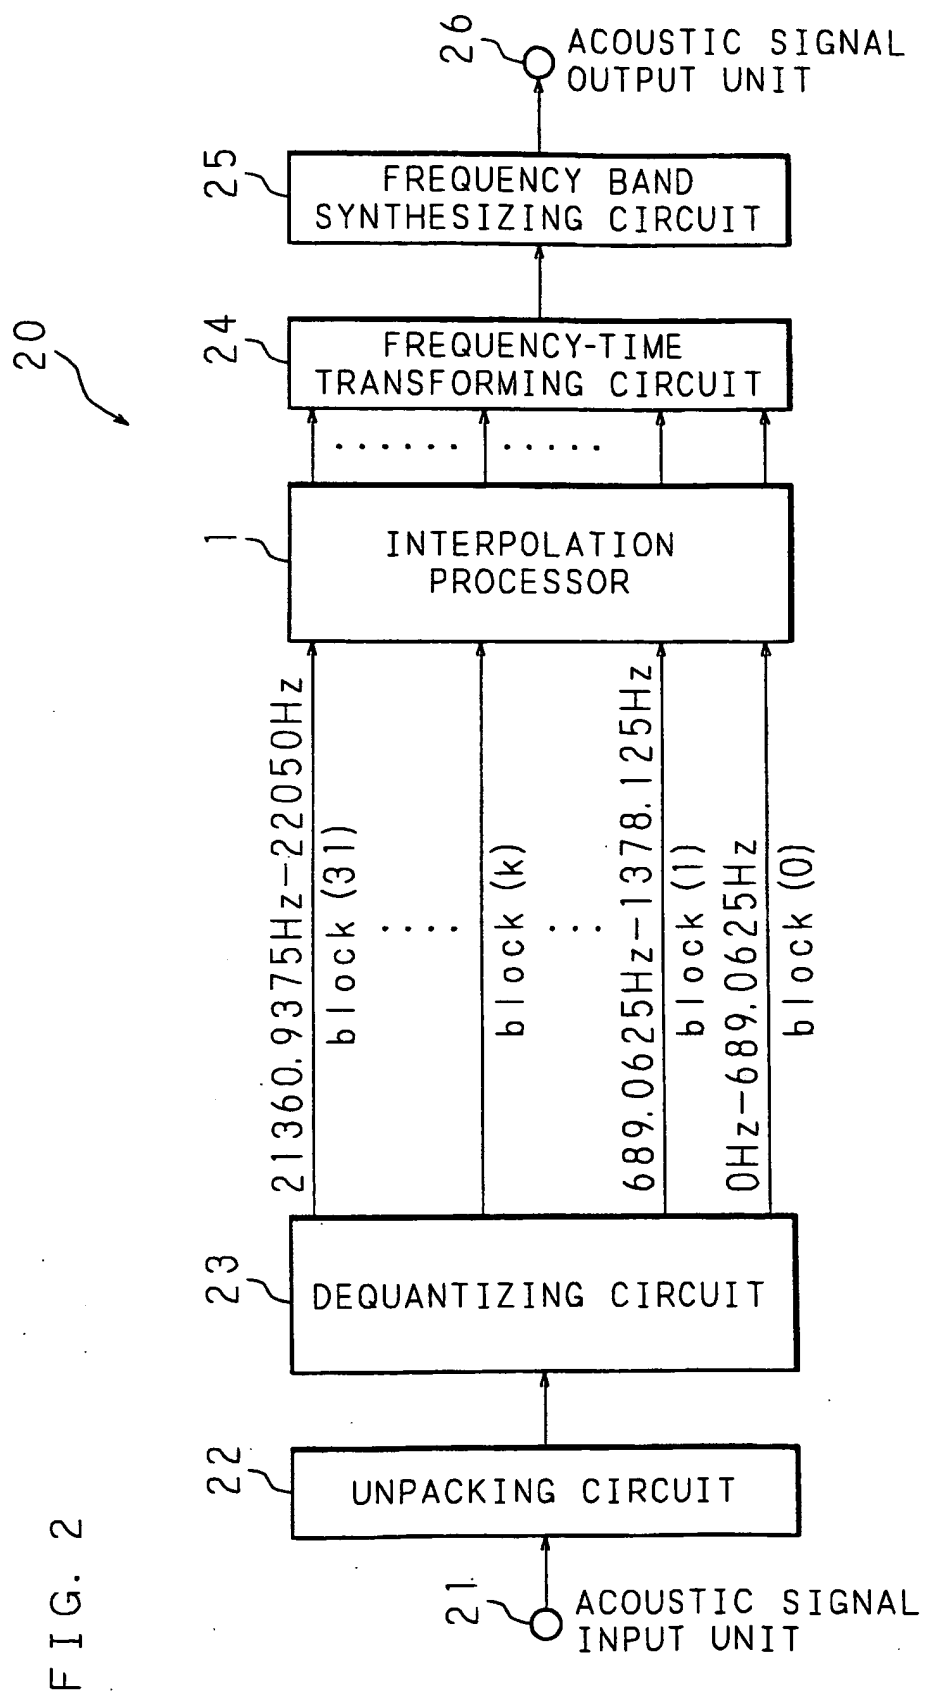 FIG. 2
20
26
ACOUSTIC SIGNAL
OUTPUT UNIT
25
FREQUENCY BAND
SYNTHESIZING CIRCUIT
24
FREQUENCY-TIME
TRANSFORMING CIRCUIT
1
INTERPOLATION
PROCESSOR
21360.9375Hz-22050Hz
block (31)
block (k)
689.0625Hz-1378.125Hz
block (1)
0Hz-689.0625Hz
block (0)
23
DEQUANTIZING CIRCUIT
22
UNPACKING CIRCUIT
21
ACOUSTIC SIGNAL
INPUT UNIT